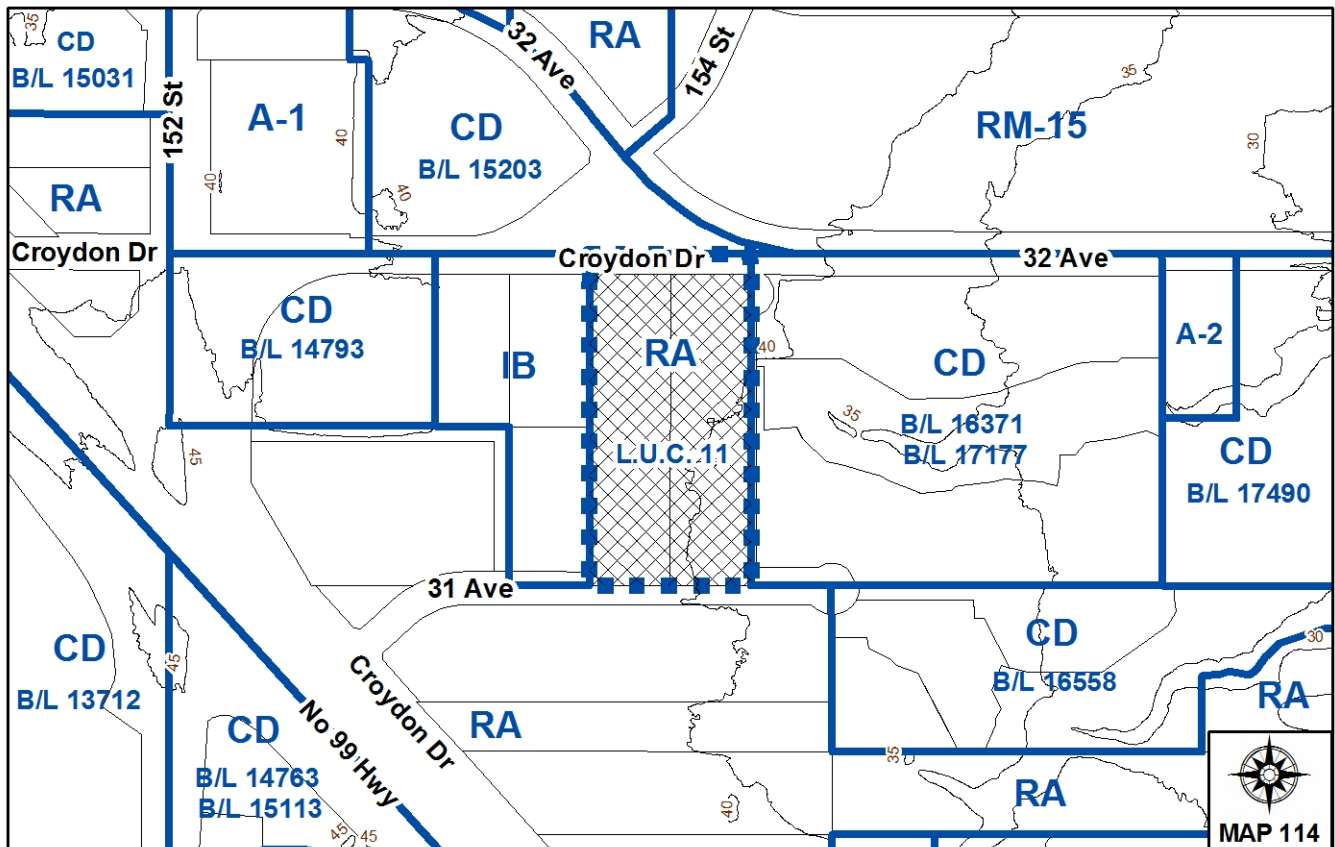 35
CD
B/L 15031
152 St
A-1
40
40
40
RA
Croydon Dr
CD
B/L 15203
32 Ave
RA
154 St
35
RM-15
30
Croydon Dr
32 Ave
CD
B/L 14793
IB
RA
L.U.C. 11
40
CD
35
B/L 16371
B/L 17177
A-2
CD
B/L 17490
45
31 Ave
CD
B/L 13712
45
CD
B/L 14763
B/L 15113
No 99 Hwy
Croydon Dr
45
45
RA
40
CD
B/L 16558
30
RA
35
RA
MAP 114